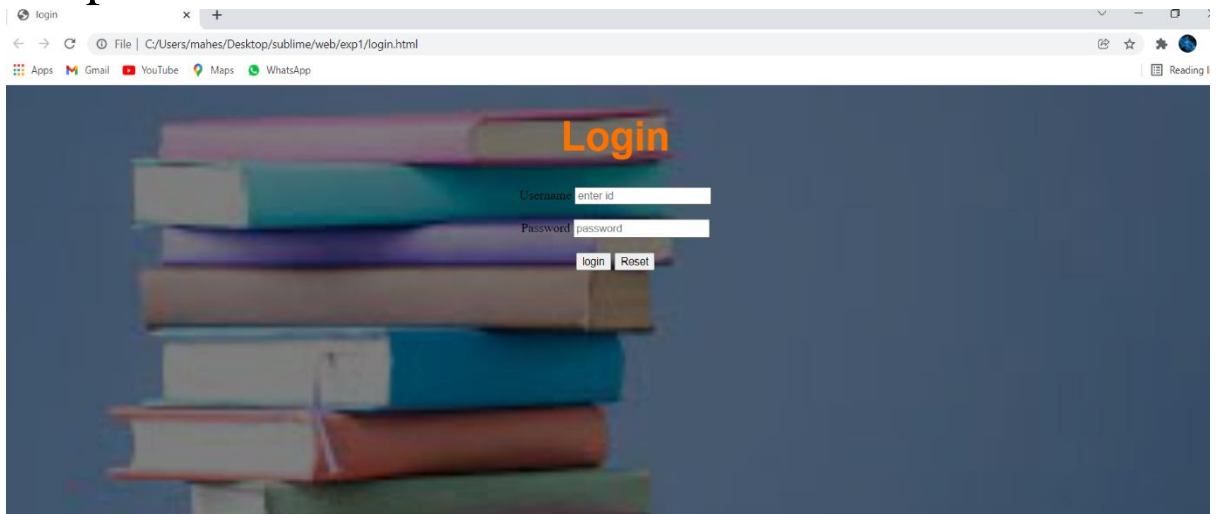 login
File | C:/Users/mahes/Desktop/sublime/web/exp1/login.html
Apps Gmail YouTube Maps WhatsApp Reading l
Login
Username enter id
Password password
login Reset